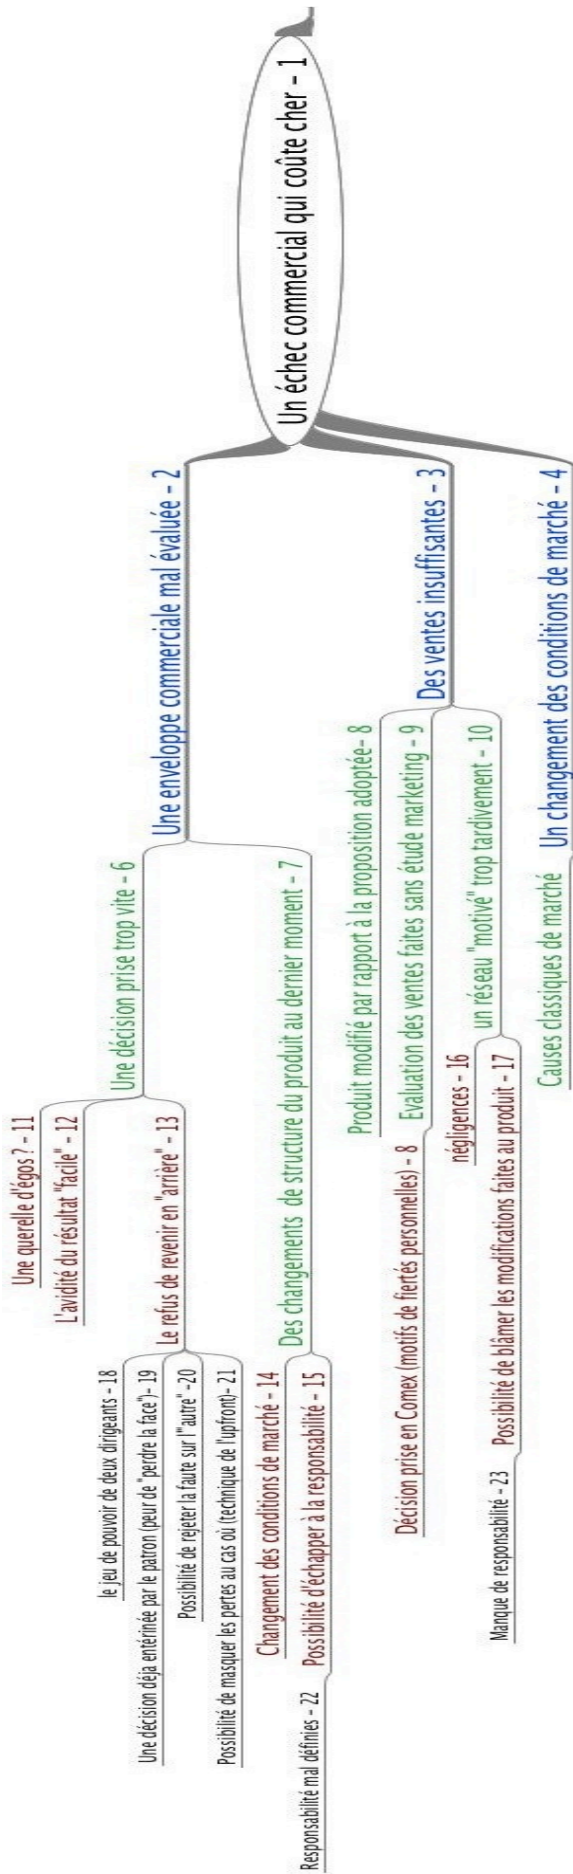 Un échec commercial qui coûte cher – 1
Une enveloppe commerciale mal évaluée – 2
Une décision prise trop vite – 6
Une querelle d'égos ? – 11
L'avidité du résultat "facile" – 12
Le refus de revenir en "arrière" – 13
le jeu de pouvoir de deux dirigeants – 18
Une décision déja entérinée par le patron (peur de "perdre la face")– 19
Possibilité de rejeter la faute sur l'"autre" –20
Possibilité de masquer les pertes au cas où (technique de l'upfront)– 21
Des changements de structure du produit au dernier moment – 7
Changement des conditions de marché – 14
Possibilité d'échapper à la responsabilité – 15
Responsabilité mal définies – 22
Des ventes insuffisantes – 3
Produit modifié par rapport à la proposition adoptée– 8
Evaluation des ventes faites sans étude marketing – 9
Décision prise en Comex (motifs de fiertés personnelles) – 8
un réseau "motivé" trop tardivement – 10
négligences – 16
Possibilité de blâmer les modifications faites au produit – 17
Manque de responsabilité – 23
Un changement des conditions de marché – 4
Causes classiques de marché